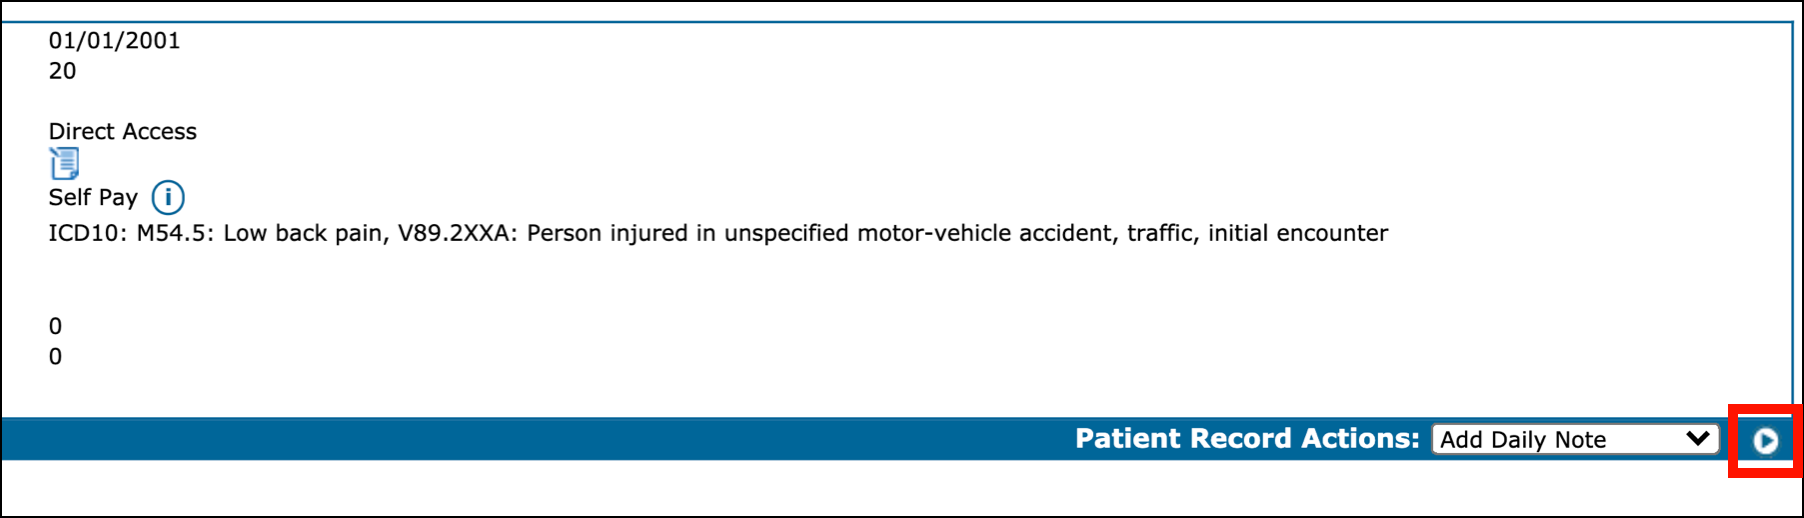 01/01/2001
20
Direct Access
Self Pay i
ICD10: M54.5: Low back pain, V89.2XXA: Person injured in unspecified motor-vehicle accident, traffic, initial encounter
0
0
Patient Record Actions: Add Daily Note